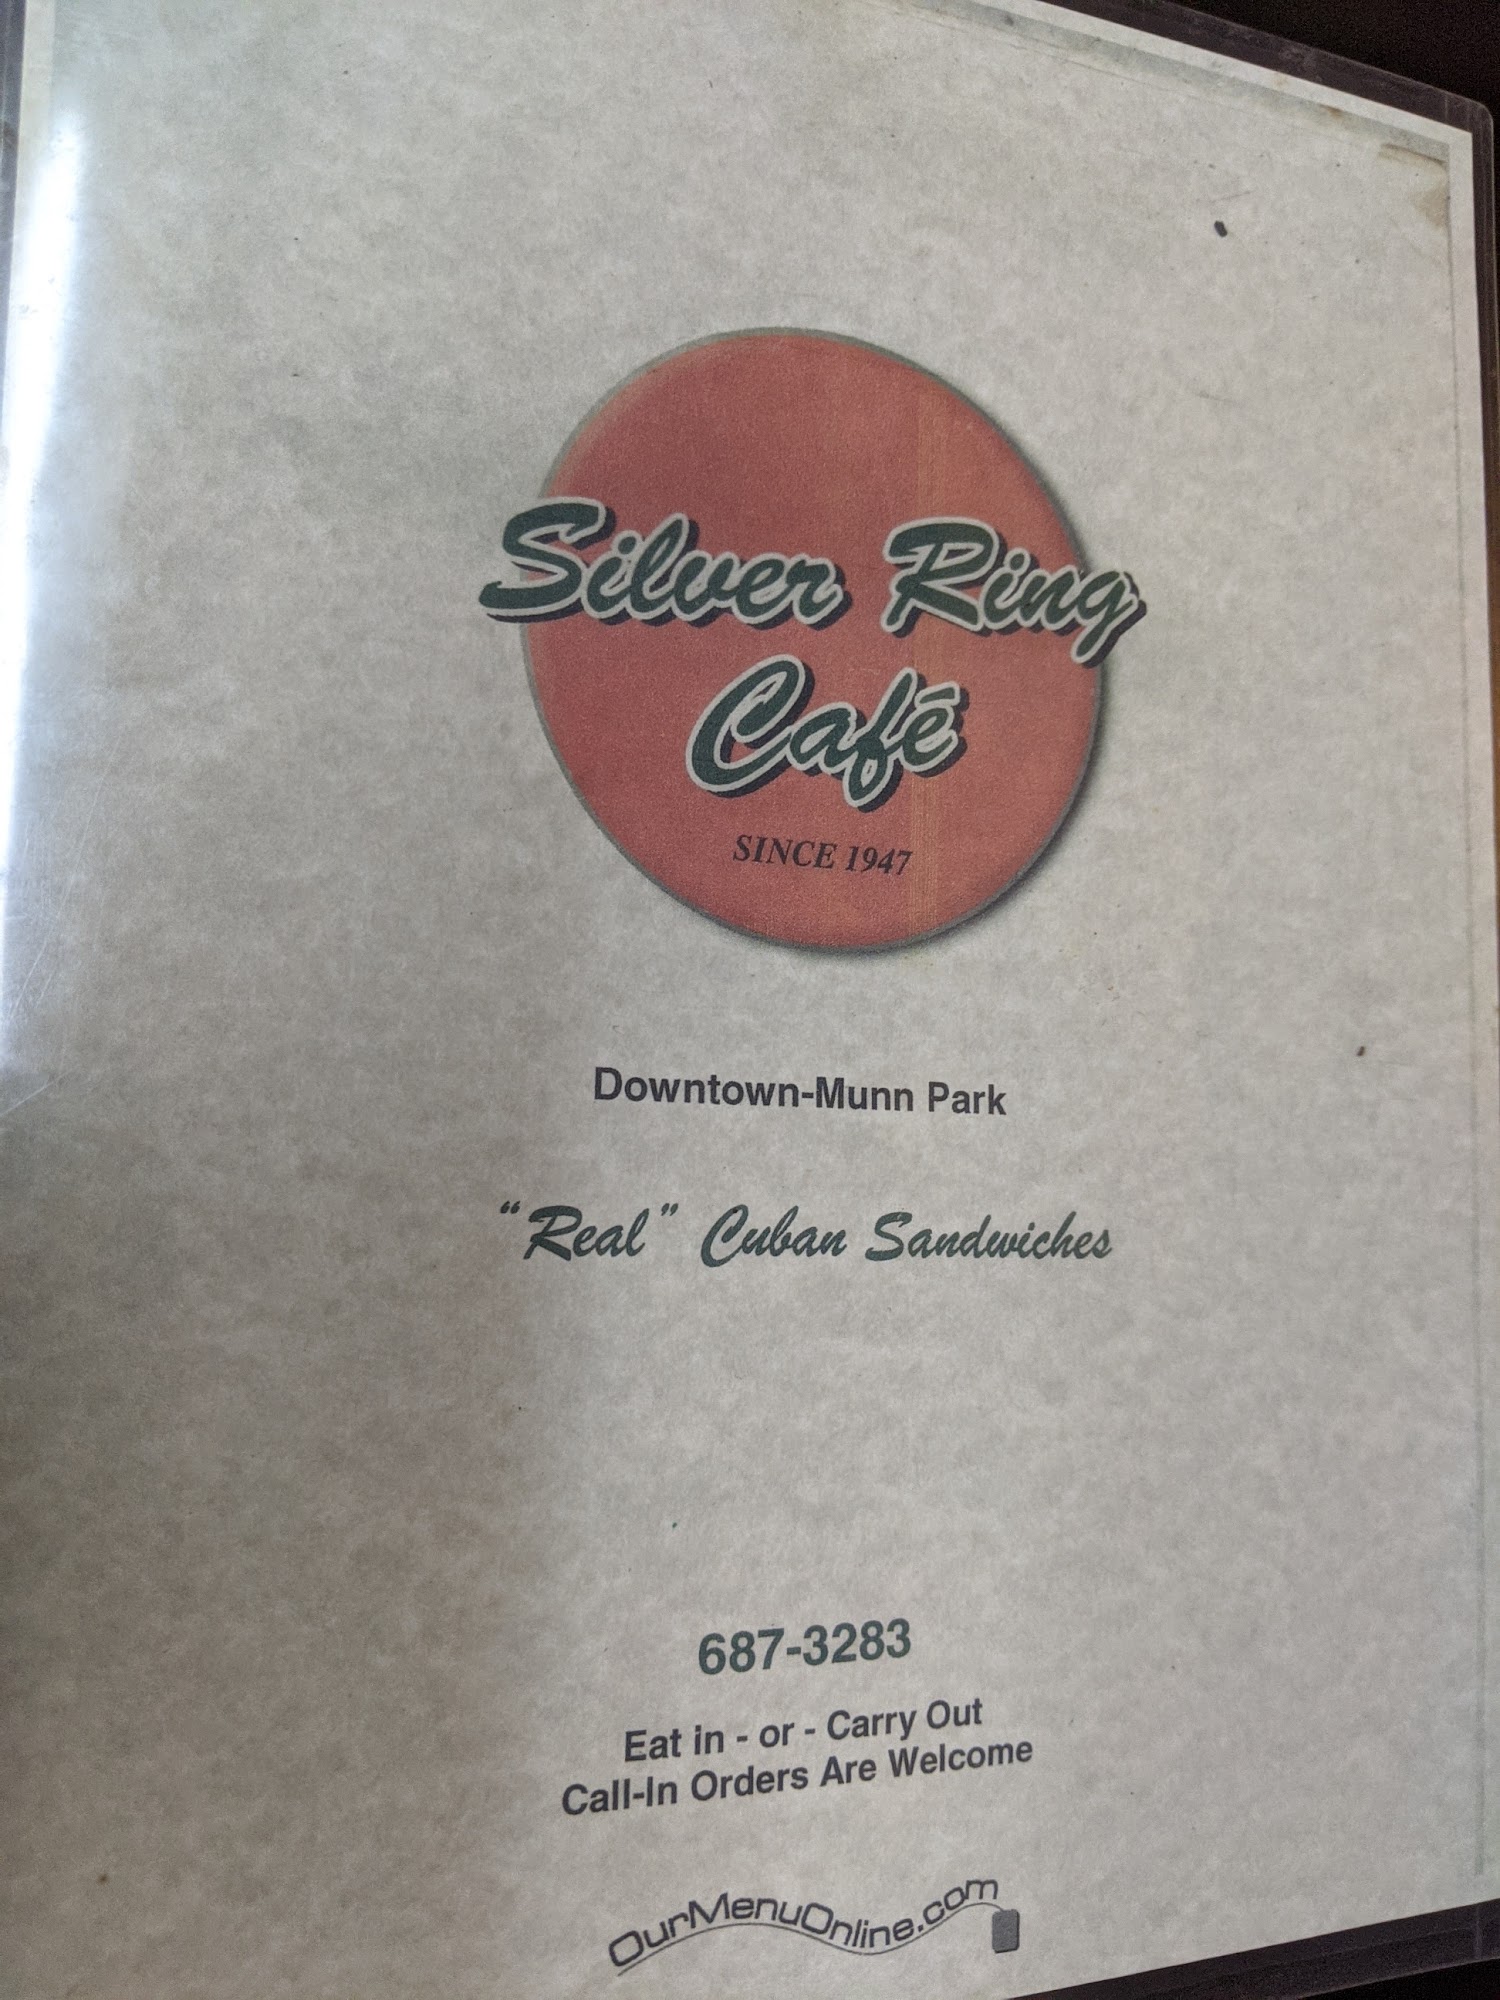 Silver Ring
Café
SINCE 1947
Downtown-Munn Park
"Real" Cuban Sandwiches
687-3283
Eat in - or - Carry Out
Call-In Orders Are Welcome
OurMenuOnline.com